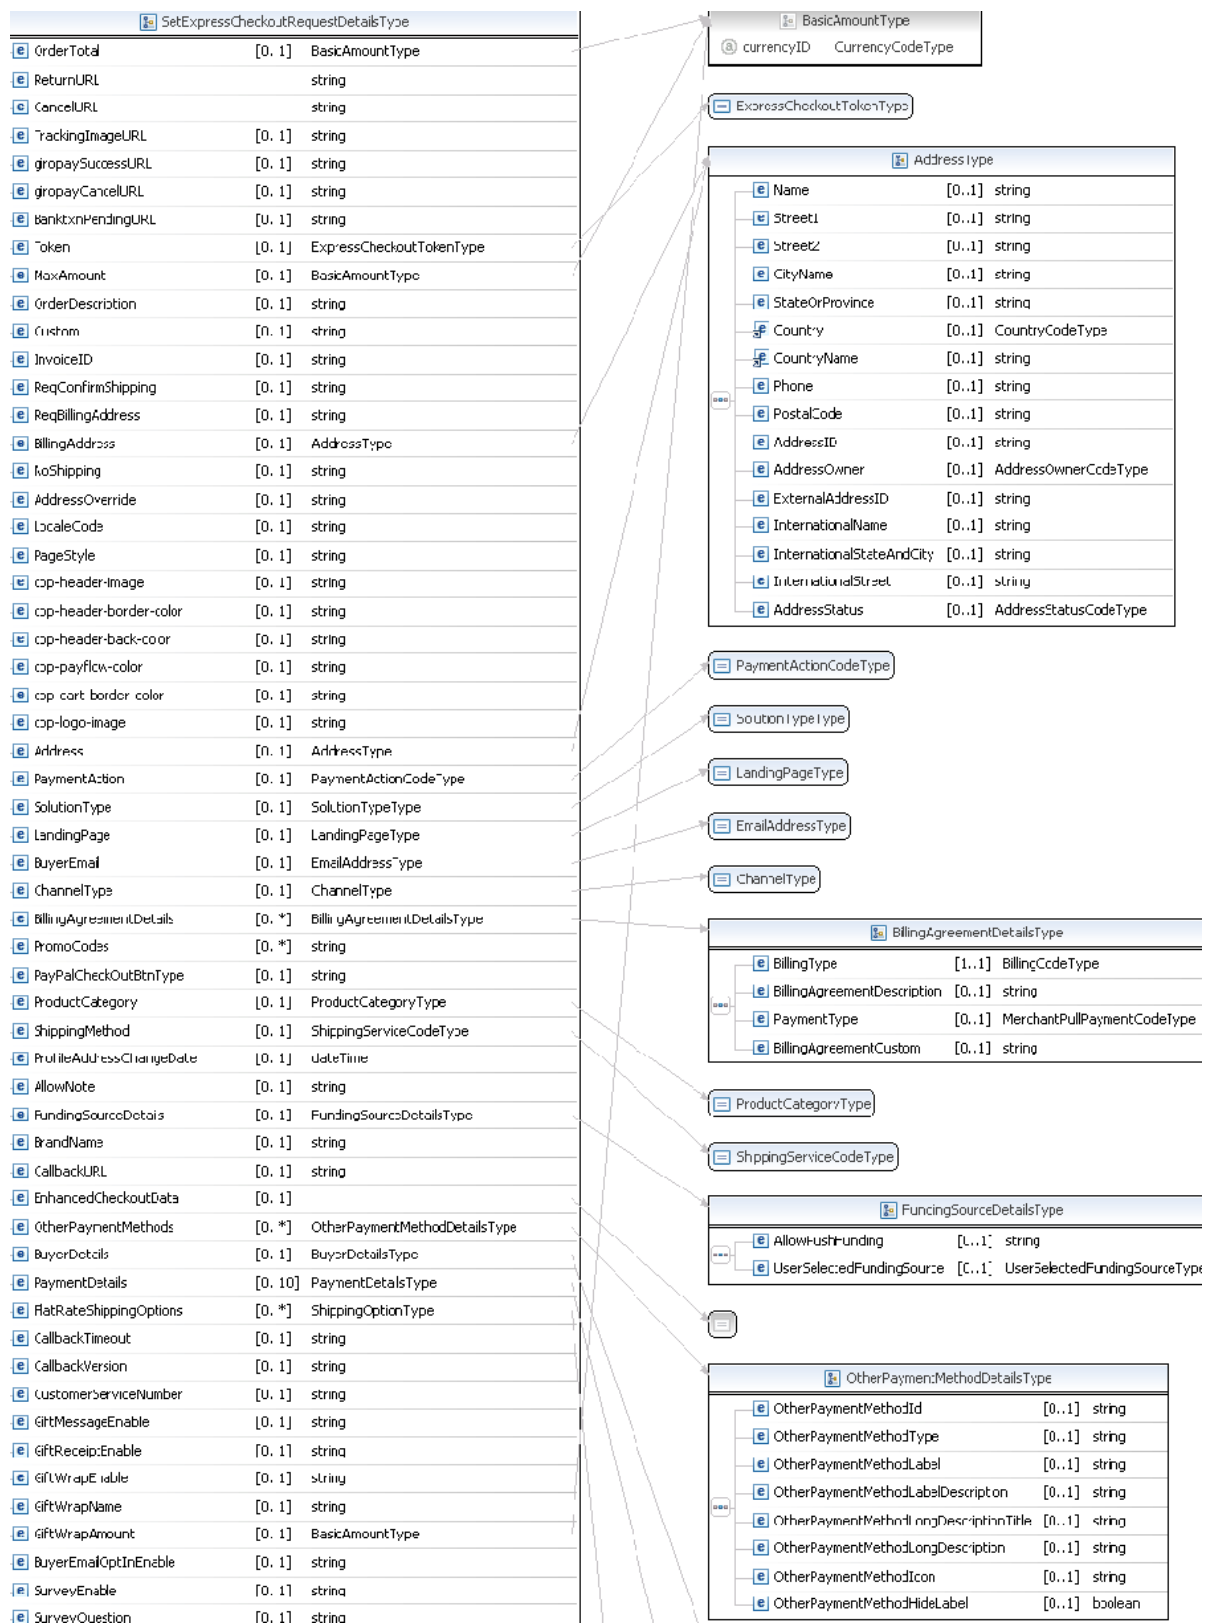 SetExpressCheckoutRequestDetailsType
OrderTotal [0..1] BasicAmountType
ReturnURL string
CancelURL string
TrackingImageURL [0..1] string
giropaySuccessURL [0..1] string
giropayCancelURL [0..1] string
BanktxnPendingURL [0..1] string
Token [0..1] ExpressCheckoutTokenType
MaxAmount [0..1] BasicAmountType
OrderDescription [0..1] string
Custom [0..1] string
InvoiceID [0..1] string
ReqConfirmShipping [0..1] string
ReqBillingAddress [0..1] string
BillingAddress [0..1] AddressType
NoShipping [0..1] string
AddressOverride [0..1] string
LocaleCode [0..1] string
PageStyle [0..1] string
cpp-header-image [0..1] string
cpp-header-border-color [0..1] string
cpp-header-back-color [0..1] string
cpp-payflow-color [0..1] string
cpp-cart-border-color [0..1] string
cpp-logo-image [0..1] string
Address [0..1] AddressType
PaymentAction [0..1] PaymentActionCodeType
SolutionType [0..1] SolutionTypeType
LandingPage [0..1] LandingPageType
BuyerEmail [0..1] EmailAddressType
ChannelType [0..1] ChannelType
BillingAgreementDetails [0..*] BillingAgreementDetailsType
PromoCodes [0..*] string
PayPalCheckOutBtnType [0..1] string
ProductCategory [0..1] ProductCategoryType
ShippingMethod [0..1] ShippingServiceCodeType
ProfileAddressChangeDate [0..1] dateTime
AllowNote [0..1] string
FundingSourceDetails [0..1] FundingSourceDetailsType
BrandName [0..1] string
CallbackURL [0..1] string
EnhancedCheckoutData [0..1]
OtherPaymentMethods [0..*] OtherPaymentMethodDetailsType
BuyerDetails [0..1] BuyerDetailsType
PaymentDetails [0..10] PaymentDetailsType
FlatRateShippingOptions [0..*] ShippingOptionType
CallbackTimeout [0..1] string
CallbackVersion [0..1] string
CustomerServiceNumber [0..1] string
GiftMessageEnable [0..1] string
GiftReceiptEnable [0..1] string
GiftWrapEnable [0..1] string
GiftWrapName [0..1] string
GiftWrapAmount [0..1] BasicAmountType
BuyerEmailOptInEnable [0..1] string
SurveyEnable [0..1] string
SurveyQuestion [0..1] string
BasicAmountType
currencyID CurrencyCodeType
ExpressCheckoutTokenType
AddressType
Name [0..1] string
Street1 [0..1] string
Street2 [0..1] string
CityName [0..1] string
StateOrProvince [0..1] string
Country [0..1] CountryCodeType
CountryName [0..1] string
Phone [0..1] string
PostalCode [0..1] string
AddressID [0..1] string
AddressOwner [0..1] AddressOwnerCodeType
ExternalAddressID [0..1] string
InternationalName [0..1] string
InternationalStateAndCity [0..1] string
InternationalStreet [0..1] string
AddressStatus [0..1] AddressStatusCodeType
PaymentActionCodeType
SolutionTypeType
LandingPageType
EmailAddressType
ChannelType
BillingAgreementDetailsType
BillingType [1..1] BillingCodeType
BillingAgreementDescription [0..1] string
PaymentType [0..1] MerchantPullPaymentCodeType
BillingAgreementCustom [0..1] string
ProductCategoryType
ShippingServiceCodeType
FundingSourceDetailsType
AllowPushFunding [0..1] string
UserSelectedFundingSource [0..1] UserSelectedFundingSourceType
OtherPaymentMethodDetailsType
OtherPaymentMethodId [0..1] string
OtherPaymentMethodType [0..1] string
OtherPaymentMethodLabel [0..1] string
OtherPaymentMethodLabelDescription [0..1] string
OtherPaymentMethodLongDescriptionTitle [0..1] string
OtherPaymentMethodLongDescription [0..1] string
OtherPaymentMethodIcon [0..1] string
OtherPaymentMethodHideLabel [0..1] boolean